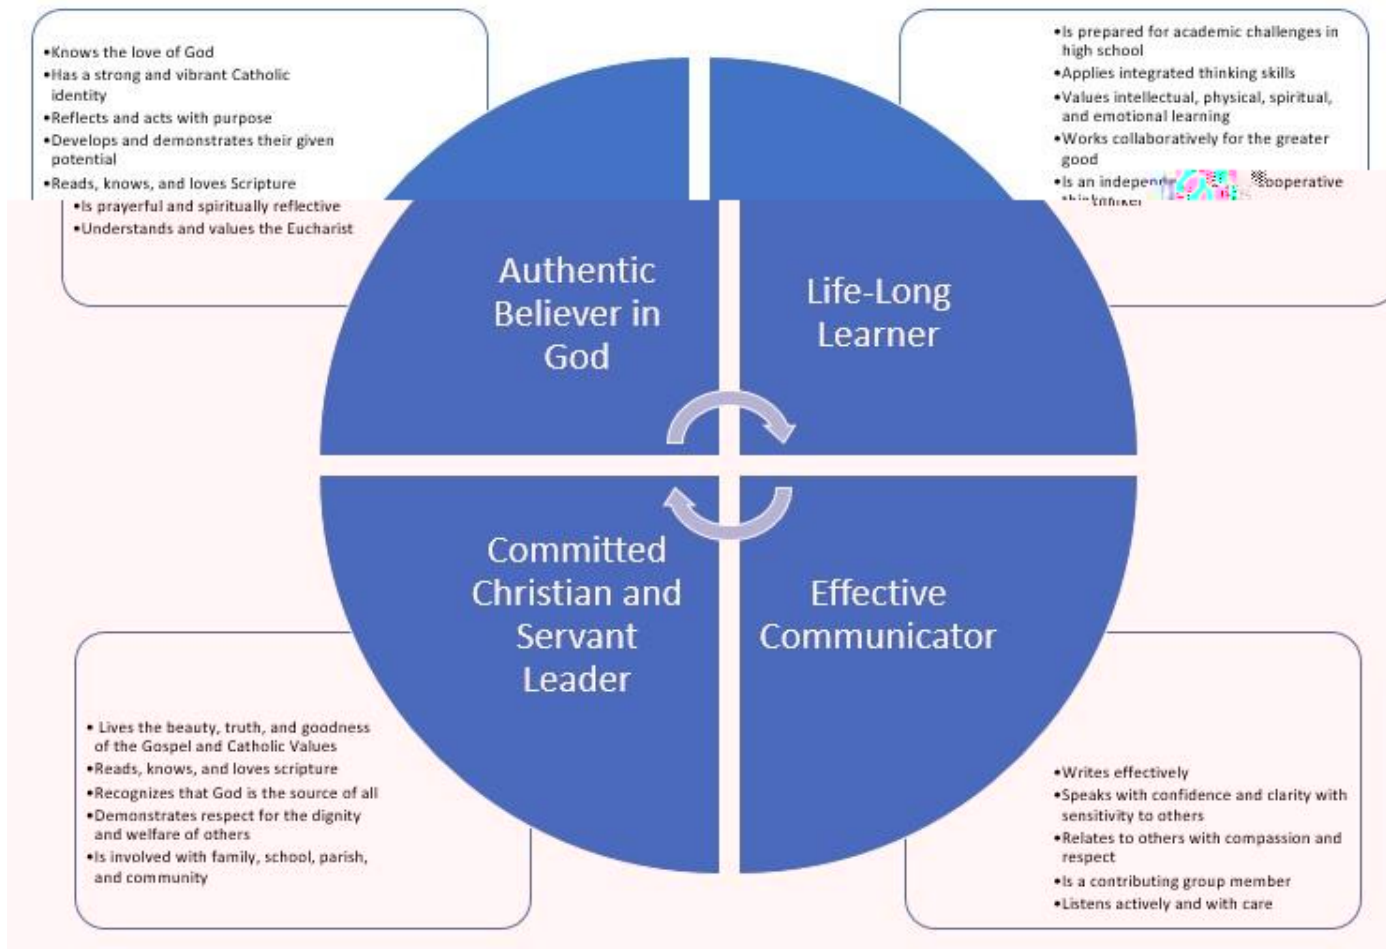 •Knows the love of God
•Has a strong and vibrant Catholic
identity
•Reflects and acts with purpose
•Develops and demonstrates their given
potential
•Reads, knows, and loves Scripture
•Is prayerful and spiritually reflective
•Understands and values the Eucharist
•Is prepared for academic challenges in
high school
•Applies integrated thinking skills
•Values intellectual, physical, spiritual,
and emotional learning
•Works collaboratively for the greater
good
•Is an
Authentic
Believer in
God
Life-Long
Learner
Committed
Christian and
Servant
Leader
Effective
Communicator
• Lives the beauty, truth, and goodness
of the Gospel and Catholic Values
•Reads, knows, and loves scripture
•Recognizes that God is the source of all
•Demonstrates respect for the dignity
and welfare of others
•Is involved with family, school, parish,
and community
•Writes effectively
•Speaks with confidence and clarity with
sensitivity to others
•Relates to others with compassion and
respect
•Is a contributing group member
•Listens actively and with care